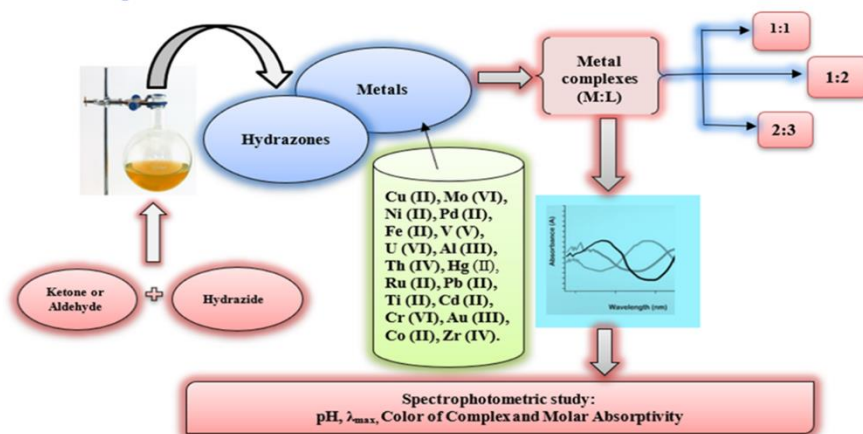 1:1
Metal
complexes
(M:L)
1:2
2:3
Metals
Hydrazones
Cu (II), Mo (VI),
Ni (II), Pd (II),
Fe (II), V (V),
U (VI), Al (III),
Th (IV), Hg (II),
Ru (II), Pb (II),
Ti (II), Cd (II),
Cr (VI), Au (III),
Co (II), Zr (IV).
Absorbance (A)
Wavelength (nm)
Ketone or
Aldehyde
+
Hydrazide
Spectrophotometric study:
pH, λmax, Color of Complex and Molar Absorptivity